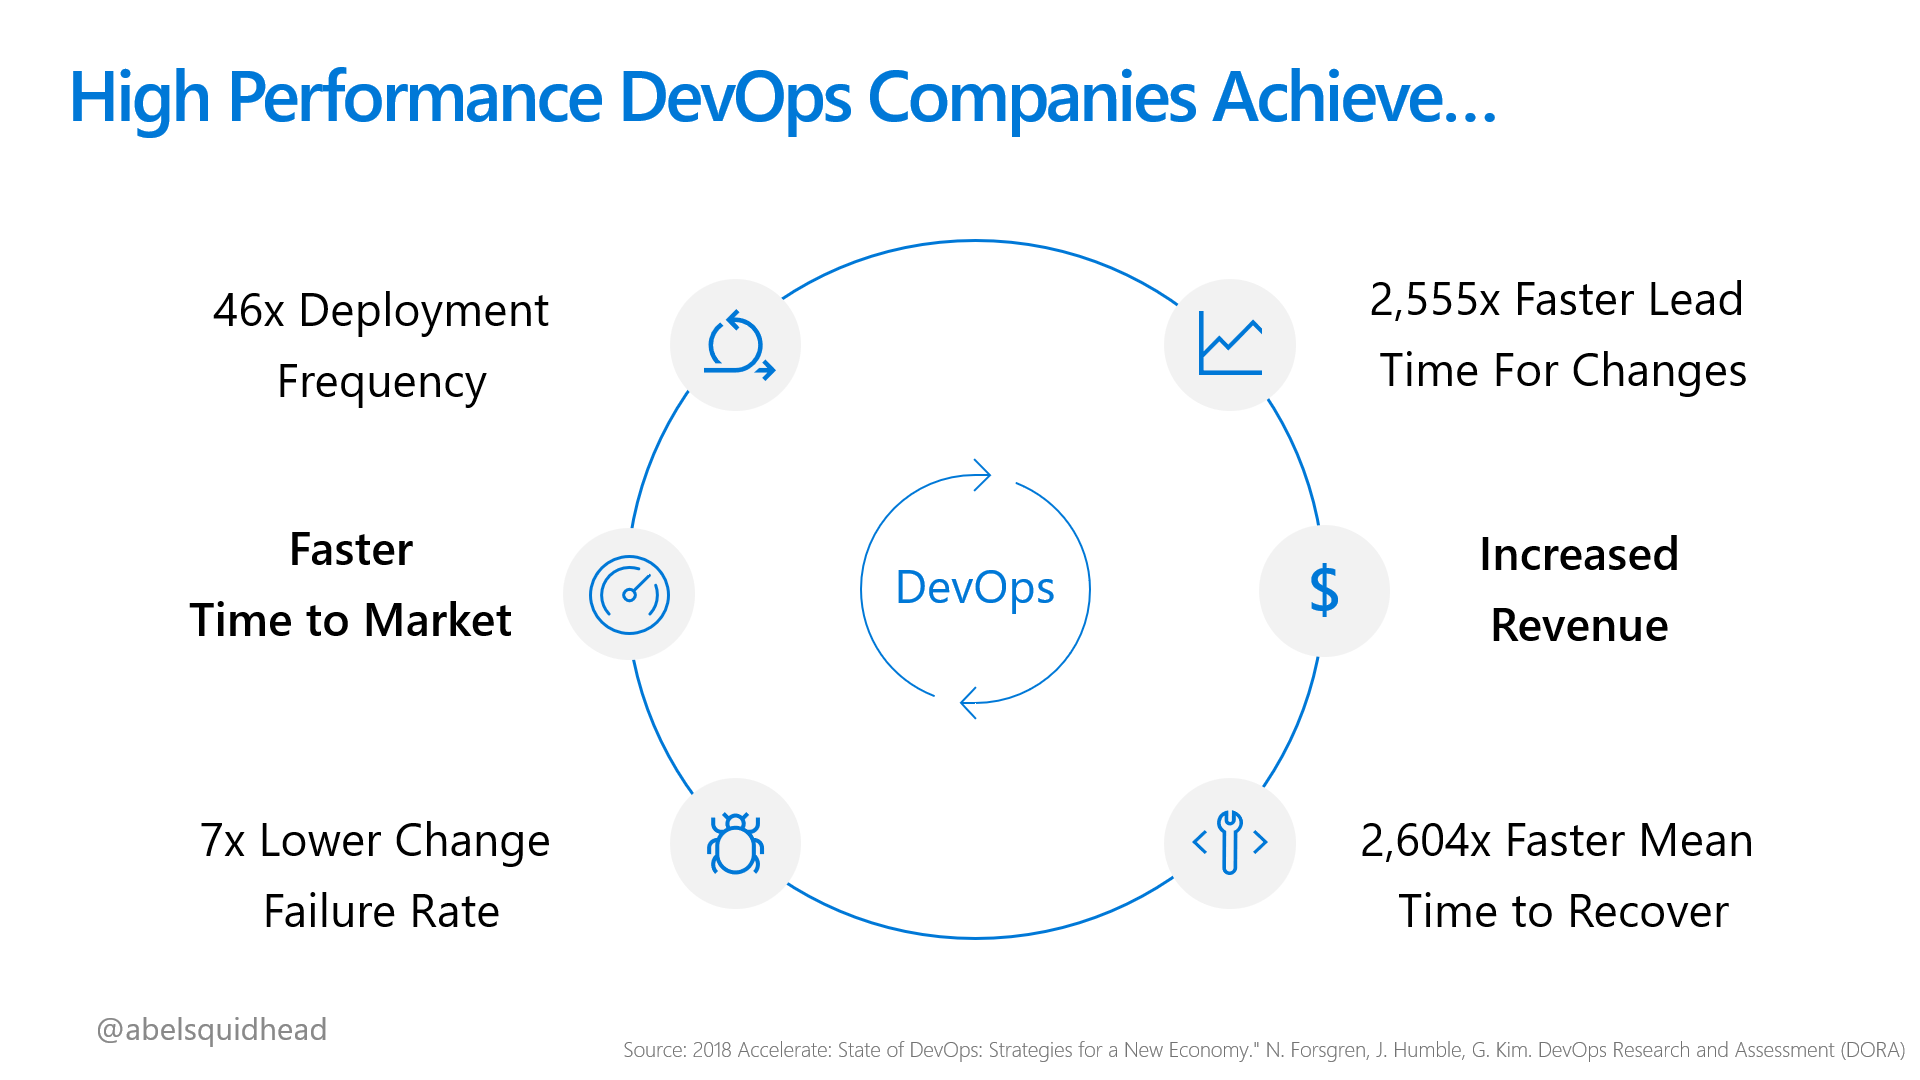 High Performance DevOps Companies Achieve...
46x Deployment
Frequency
2,555x Faster Lead
Time For Changes
Faster
Time to Market
DevOps
$
Increased
Revenue
7x Lower Change
Failure Rate
2,604x Faster Mean
Time to Recover
@abelsquidhead
Source: 2018 Accelerate: State of DevOps: Strategies for a New Economy." N. Forsgren, J. Humble, G. Kim. DevOps Research and Assessment (DORA)